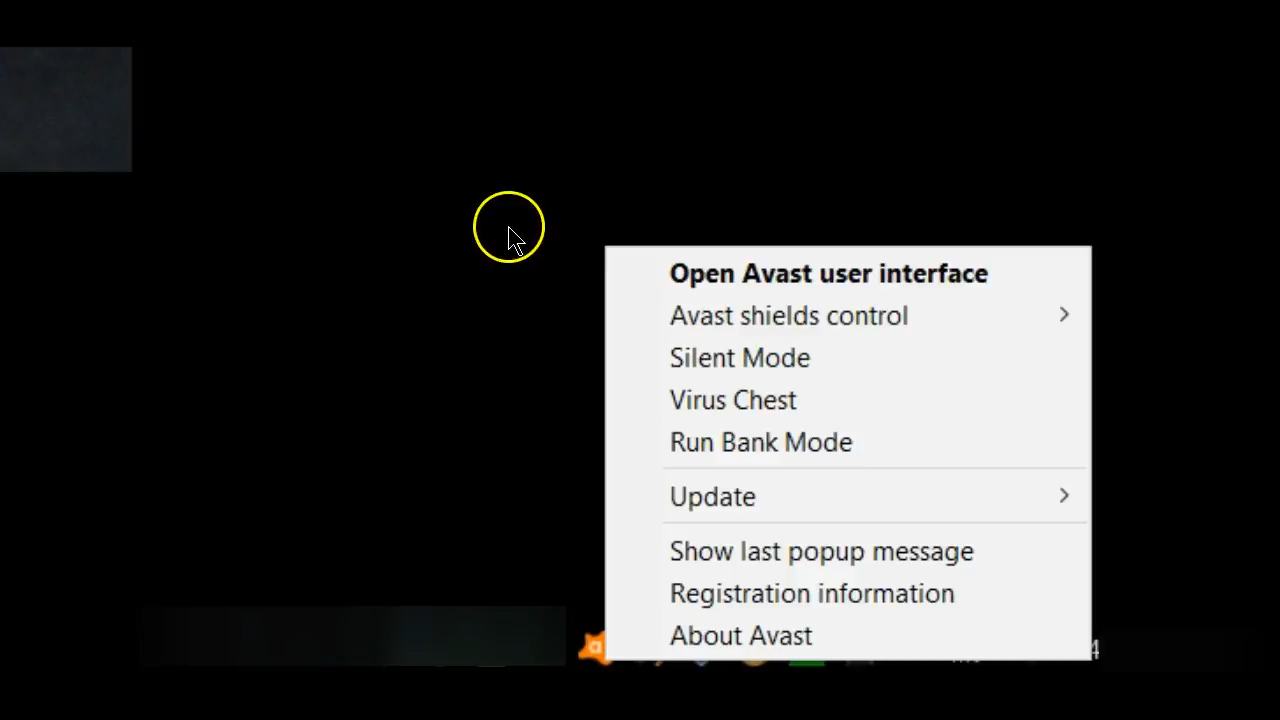 Open Avast user interface
Avast shields control
Silent Mode
Virus Chest
Run Bank Mode
Update
Show last popup message
Registration information
About Avast
a
4